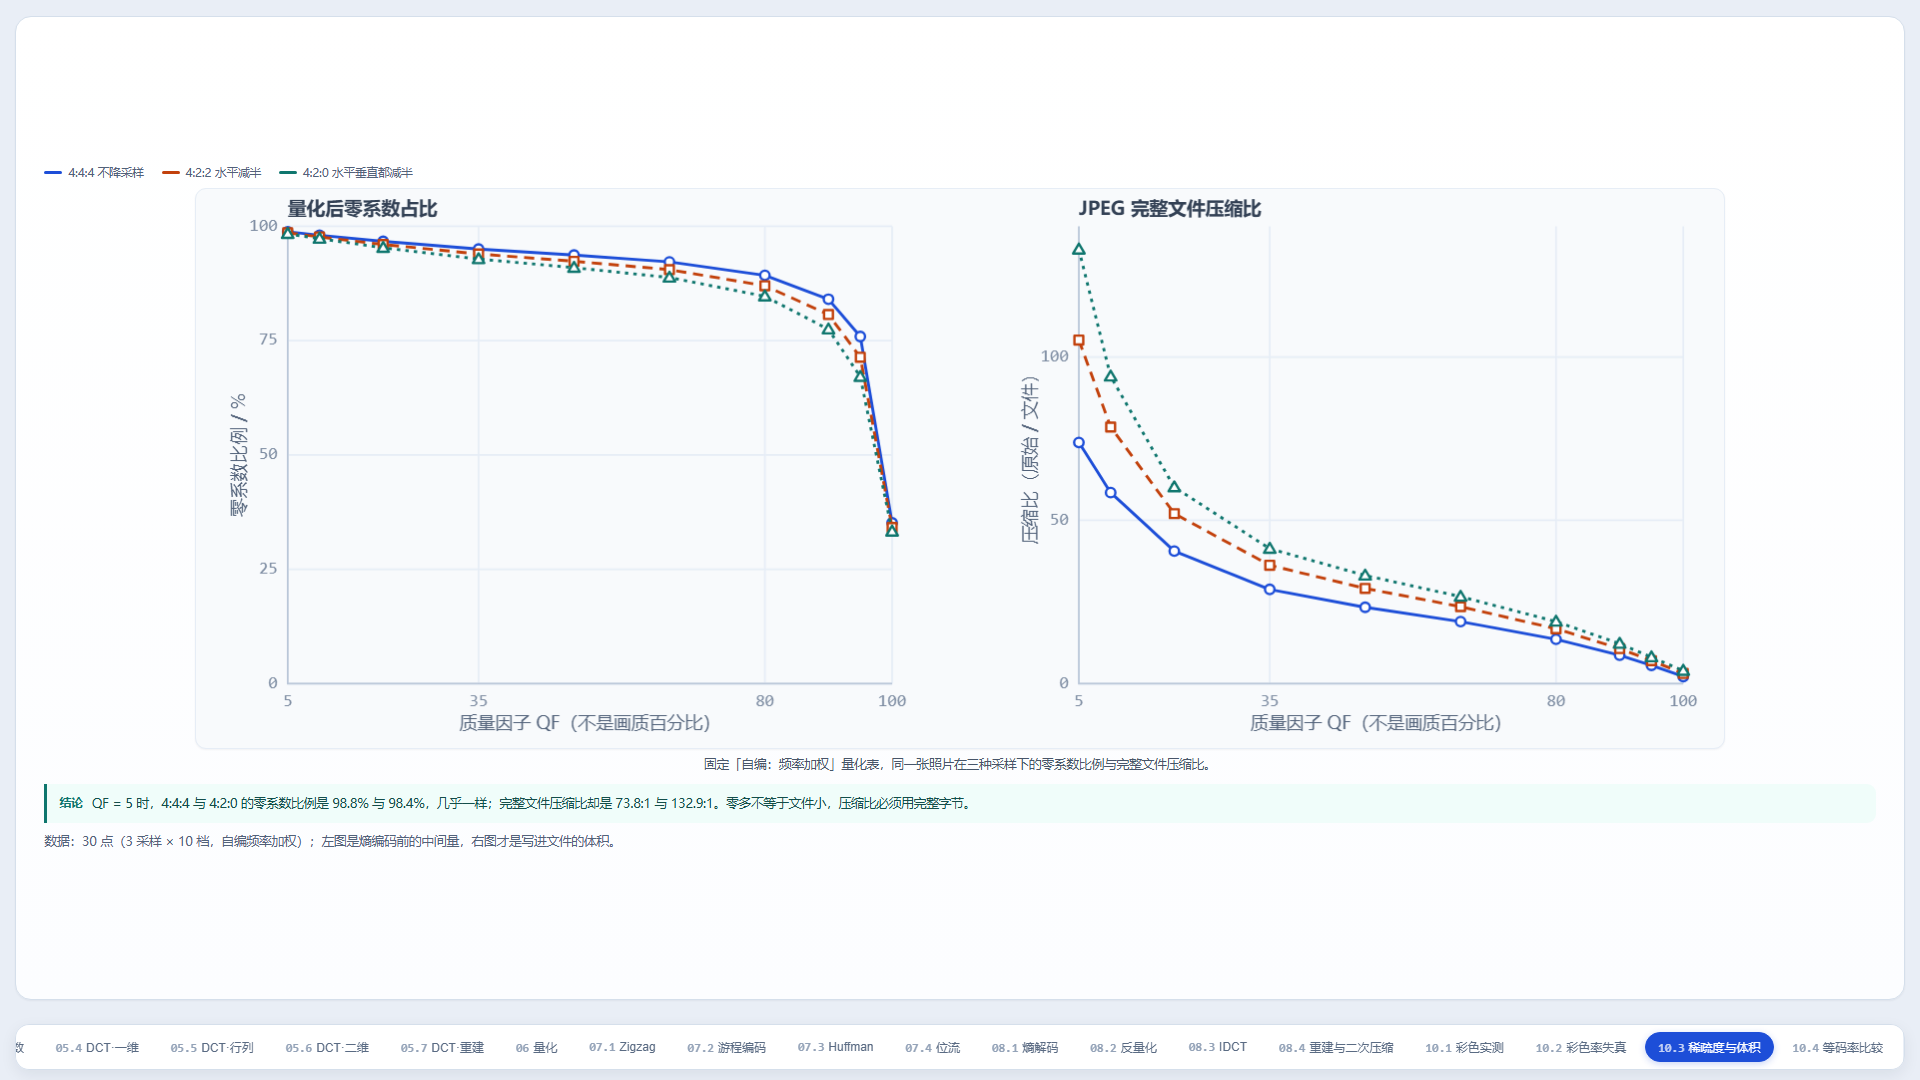 4:4:4 不降采样 4:2:2 水平减半 4:2:0 水平垂直都减半
量化后零系数占比
100
75
50
25
0
零系数比例 / %
5 35 80 100
质量因子 QF（不是画质百分比）
JPEG 完整文件压缩比
100
50
0
压缩比（原始 / 文件）
5 35 80 100
质量因子 QF（不是画质百分比）
固定「自编：频率加权」量化表，同一张照片在三种采样下的零系数比例与完整文件压缩比。
结论 QF = 5 时，4:4:4 与 4:2:0 的零系数比例是 98.8% 与 98.4%，几乎一样；完整文件压缩比却是 73.8:1 与 132.9:1。零多不等于文件小，压缩比必须用完整字节。
数据：30 点（3 采样 × 10 档，自编频率加权）；左图是熵编码前的中间量，右图才是写进文件的体积。
数 05.4 DCT·一维 05.5 DCT·行列 05.6 DCT·二维 05.7 DCT·重建 06 量化 07.1 Zigzag 07.2 游程编码 07.3 Huffman 07.4 位流 08.1 熵解码 08.2 反量化 08.3 IDCT 08.4 重建与二次压缩 10.1 彩色实测 10.2 彩色率失真 10.3 稀疏度与体积 10.4 等码率比较